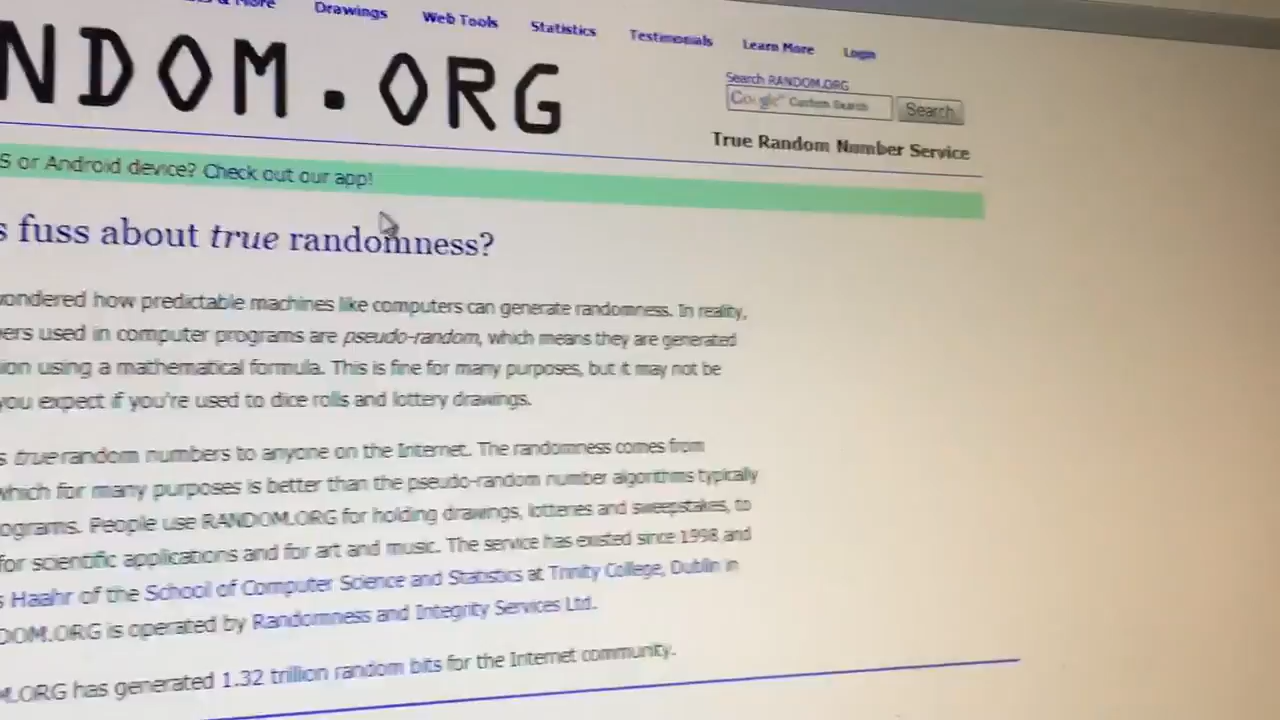 & More Drawings Web Tools Statistics Testimonials Learn More Login
NDOM.ORG
Search RANDOM.ORG
Google Custom Search Search
True Random Number Service
S or Android device? Check out our app!
s fuss about true randomness?
wondered how predictable machines like computers can generate randomness. In reality,
ers used in computer programs are pseudo-random, which means they are generated
ion using a mathematical formula. This is fine for many purposes, but it may not be
you expect if you're used to dice rolls and lottery drawings.
s true random numbers to anyone on the Internet. The randomness comes from
which for many purposes is better than the pseudo-random number algorithms typically
ograms. People use RANDOM.ORG for holding drawings, lotteries and sweepstakes, to
for scientific applications and for art and music. The service has existed since 1998 and
s Haahr of the School of Computer Science and Statistics at Trinity College, Dublin in
DOM.ORG is operated by Randomness and Integrity Services Ltd.
M.ORG has generated 1.32 trillion random bits for the Internet community.